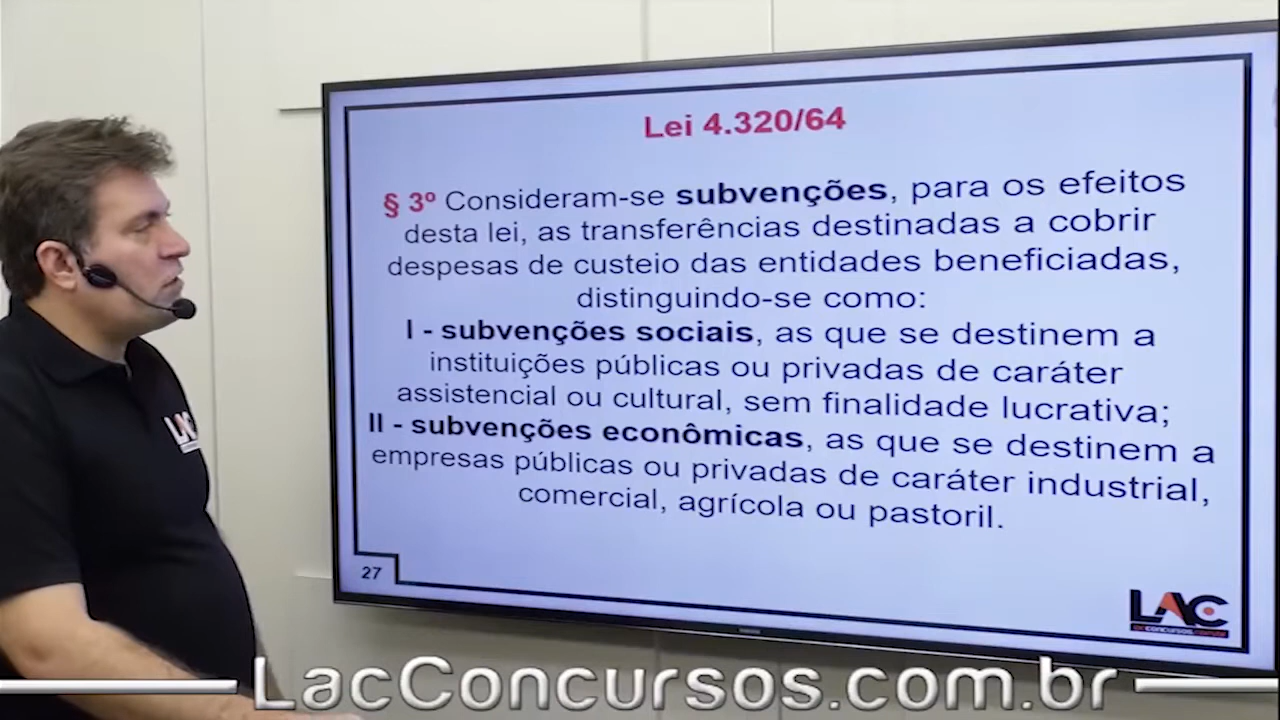 Lei 4.320/64
§ 3º Consideram-se subvenções, para os efeitos
desta lei, as transferências destinadas a cobrir
despesas de custeio das entidades beneficiadas,
distinguindo-se como:
I - subvenções sociais, as que se destinem a
instituições públicas ou privadas de caráter
assistencial ou cultural, sem finalidade lucrativa;
II - subvenções econômicas, as que se destinem a
empresas públicas ou privadas de caráter industrial,
comercial, agrícola ou pastoril.
27
LAC
LAC
LacConcursos.com.br